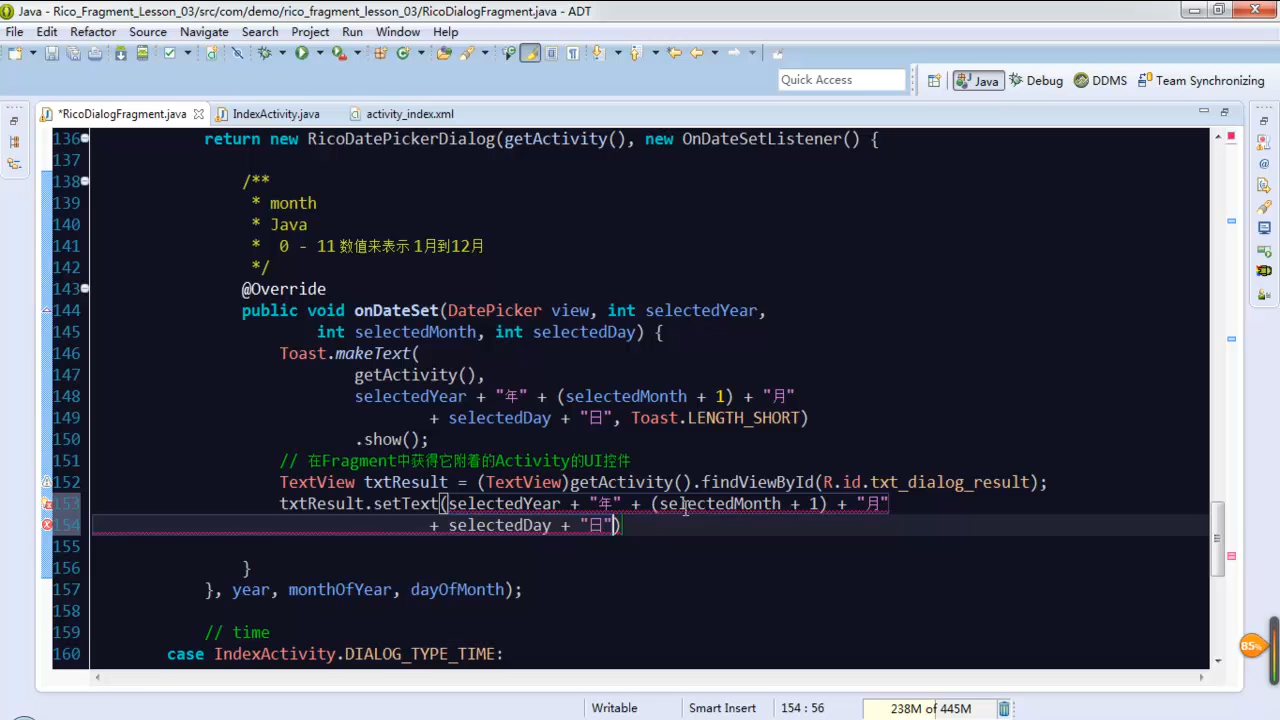 Java - Rico_Fragment_Lesson_03/src/com/demo/rico_fragment_lesson_03/RicoDialogFragment.java - ADT
File Edit Refactor Source Navigate Search Project Run Window Help
Quick Access Java Debug DDMS Team Synchronizing
*RicoDialogFragment.java IndexActivity.java activity_index.xml
136 return new RicoDatePickerDialog(getActivity(), new OnDateSetListener() {
137
138 /**
139 * month
140 * Java
141 * 0 - 11 数值来表示 1月到12月
142 */
143 @Override
144 public void onDateSet(DatePicker view, int selectedYear,
145 int selectedMonth, int selectedDay) {
146 Toast.makeText(
147 getActivity(),
148 selectedYear + "年" + (selectedMonth + 1) + "月"
149 + selectedDay + "日", Toast.LENGTH_SHORT)
150 .show();
151 // 在Fragment中获得它附着的Activity的UI控件
152 TextView txtResult = (TextView)getActivity().findViewById(R.id.txt_dialog_result);
153 txtResult.setText(selectedYear + "年" + (selectedMonth + 1) + "月"
154 + selectedDay + "日")
155
156 }
157 }, year, monthOfYear, dayOfMonth);
158
159 // time
160 case IndexActivity.DIALOG_TYPE_TIME:
85%
Writable Smart Insert 154 : 56 238M of 445M